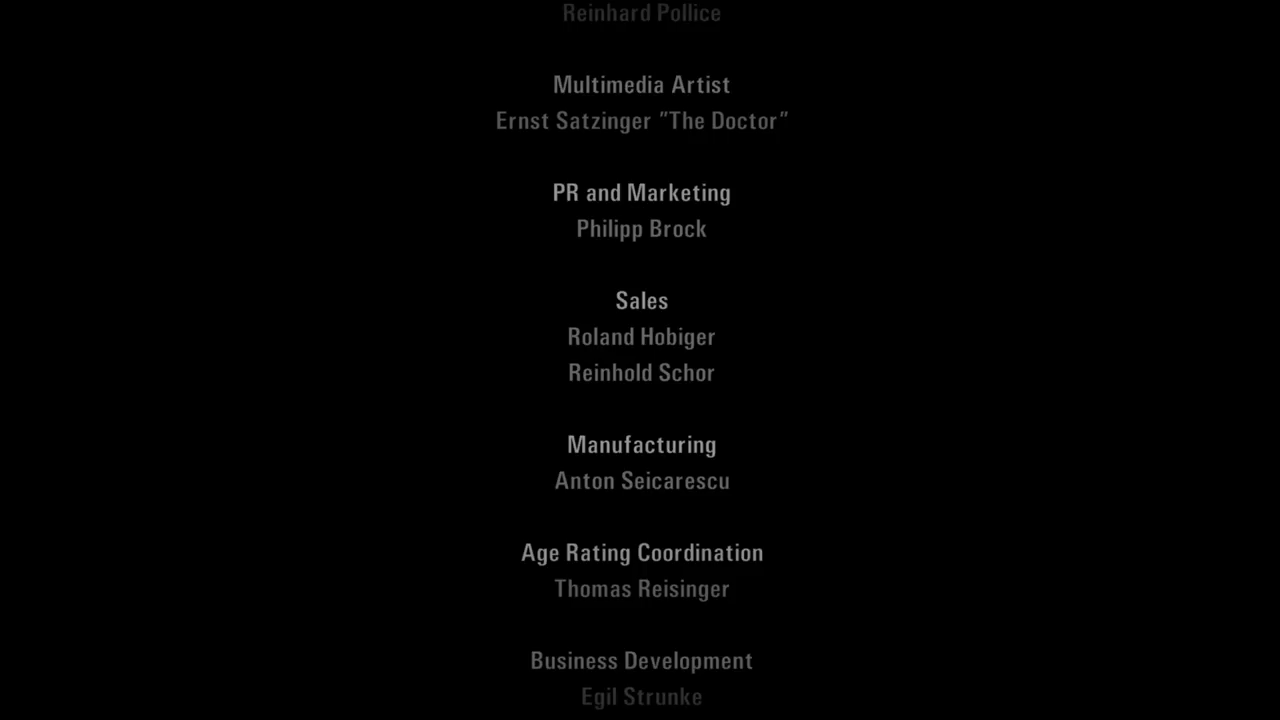 Reinhard Pollice
Multimedia Artist
Ernst Satzinger "The Doctor"
PR and Marketing
Philipp Brock
Sales
Roland Hobiger
Reinhold Schor
Manufacturing
Anton Seicarescu
Age Rating Coordination
Thomas Reisinger
Business Development
Egil Strunke